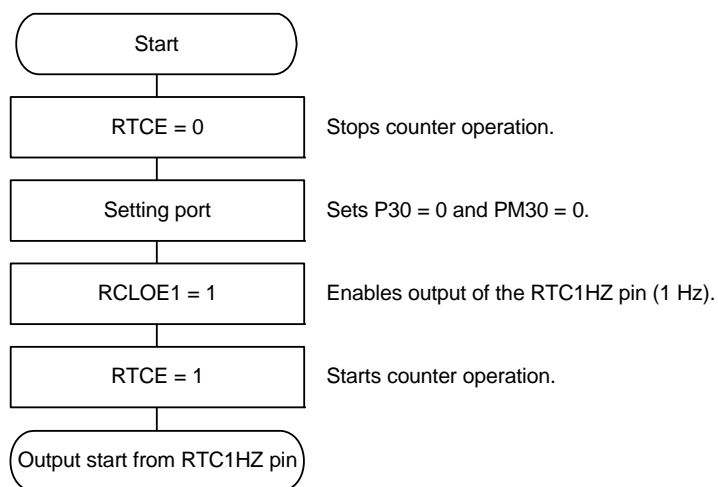 Start
RTCE = 0
Stops counter operation.
Setting port
Sets P30 = 0 and PM30 = 0.
RCLOE1 = 1
Enables output of the RTC1HZ pin (1 Hz).
RTCE = 1
Starts counter operation.
Output start from RTC1HZ pin